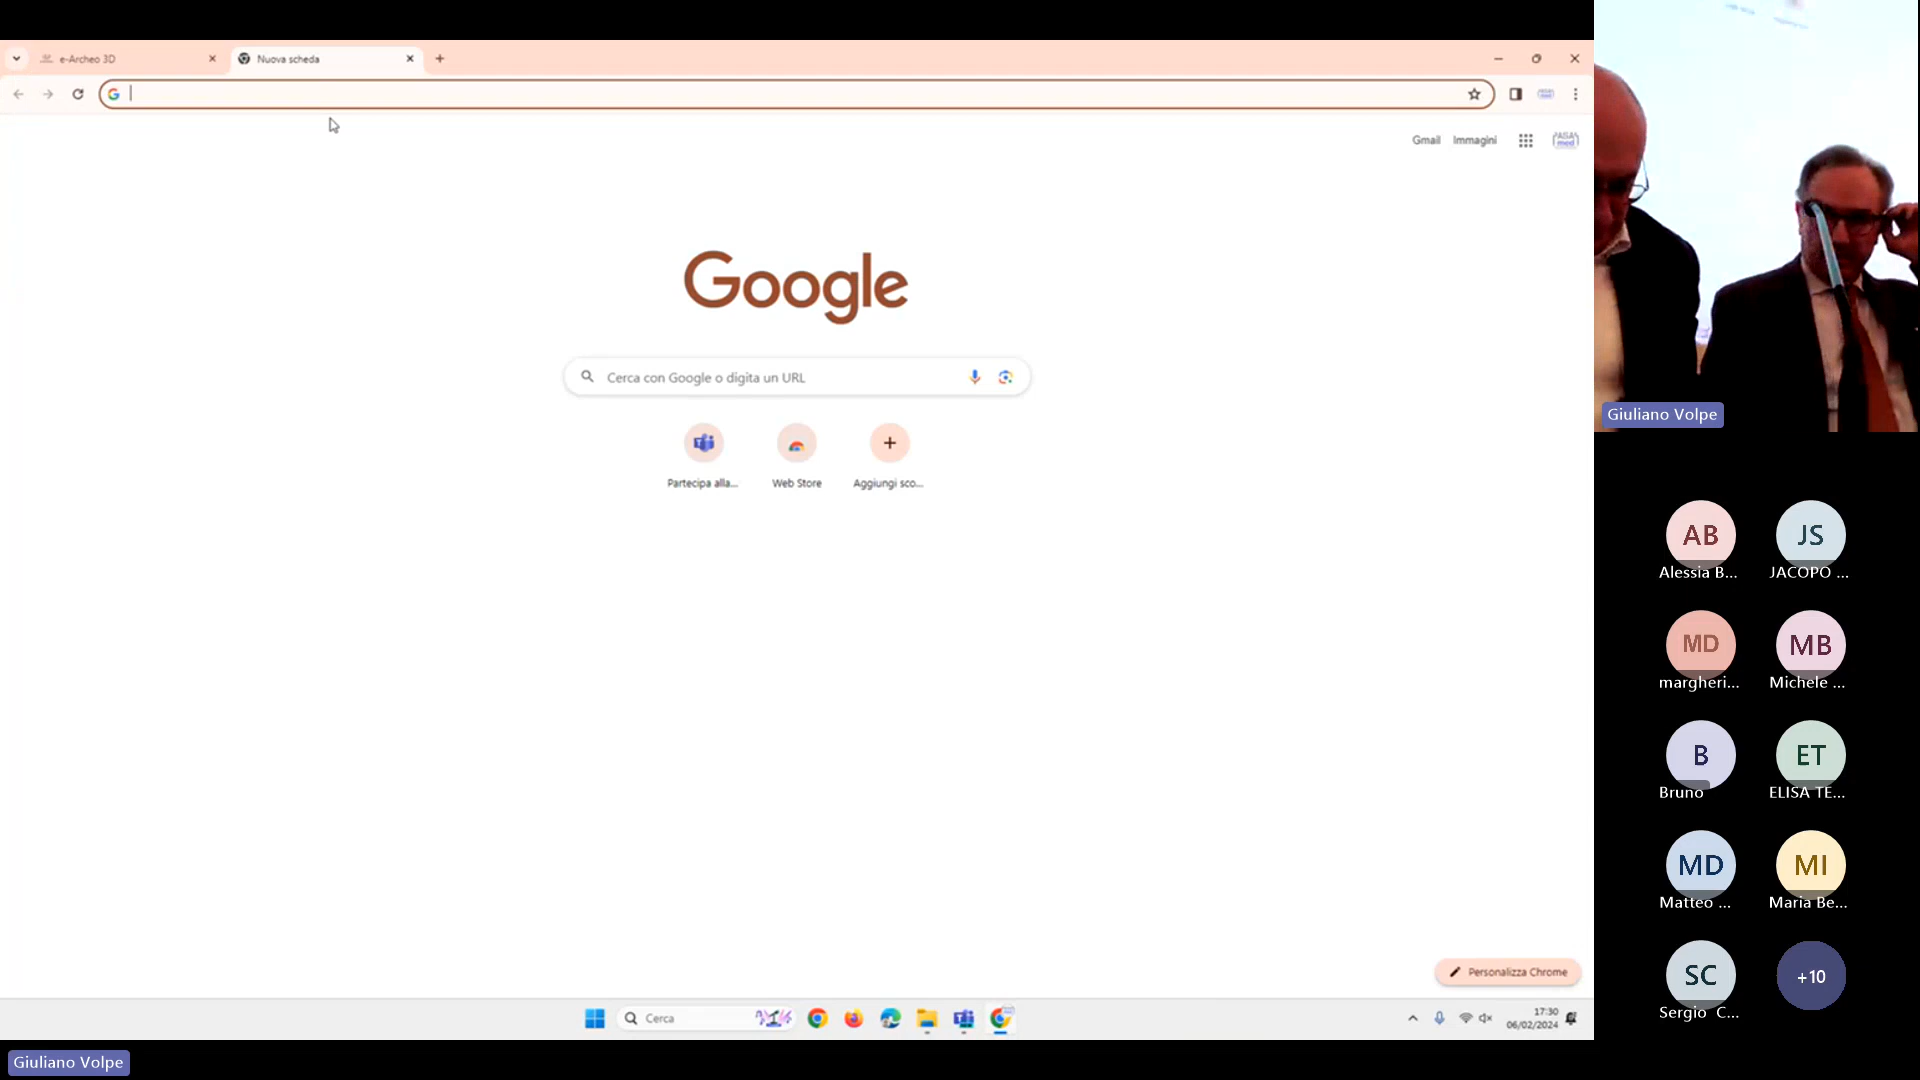 e-Archeo 3D
Nuova scheda
Gmail
Immagini
Google
Cerca con Google o digita un URL
Partecipa alla...
Web Store
Aggiungi sco...
Personalizza Chrome
Cerca
17:30
06/02/2024
Giuliano Volpe
Giuliano Volpe
AB
JS
Alessia B...
JACOPO ...
MD
MB
margheri...
Michele ...
B
ET
Bruno
ELISA TE...
MD
MI
Matteo ...
Maria Be...
SC
+10
Sergio C...